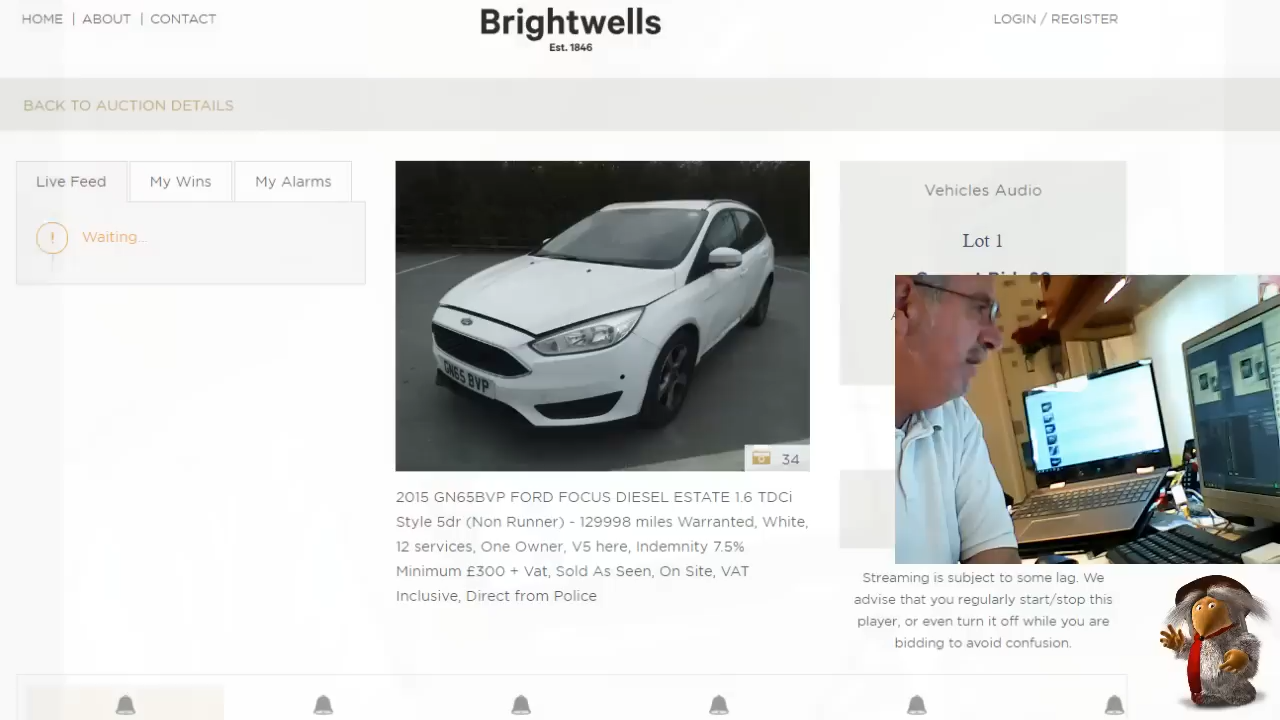 HOME | ABOUT | CONTACT
Brightwells
Est. 1846
LOGIN / REGISTER
BACK TO AUCTION DETAILS
Live Feed
My Wins
My Alarms
! Waiting...
GN65 BVP
34
2015 GN65BVP FORD FOCUS DIESEL ESTATE 1.6 TDCi
Style 5dr (Non Runner) - 129998 miles Warranted, White,
12 services, One Owner, V5 here, Indemnity 7.5%
Minimum £300 + Vat, Sold As Seen, On Site, VAT
Inclusive, Direct from Police
Vehicles Audio
Lot 1
Streaming is subject to some lag. We
advise that you regularly start/stop this
player, or even turn it off while you are
bidding to avoid confusion.